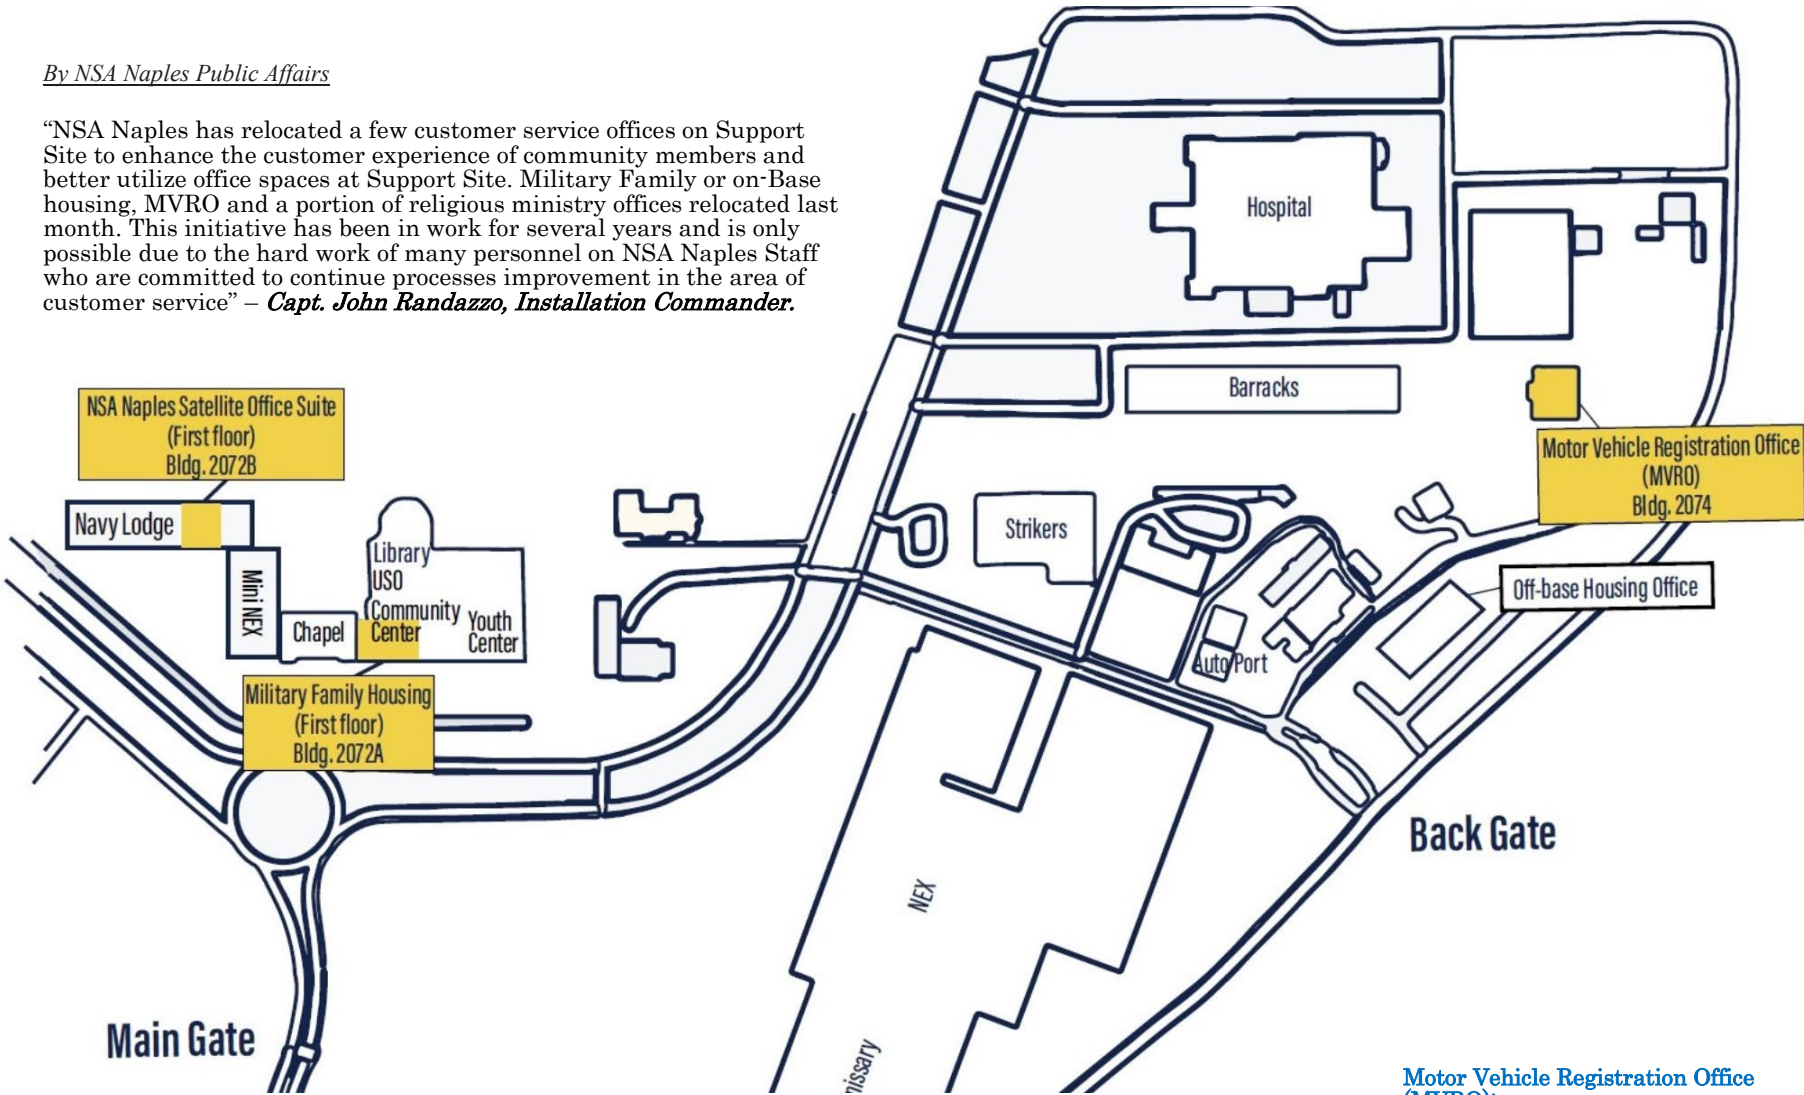 By NSA Naples Public Affairs
“NSA Naples has relocated a few customer service offices on Support
Site to enhance the customer experience of community members and
better utilize office spaces at Support Site. Military Family or on-Base
housing, MVRO and a portion of religious ministry offices relocated last
month. This initiative has been in work for several years and is only
possible due to the hard work of many personnel on NSA Naples Staff
who are committed to continue processes improvement in the area of
customer service” – Capt. John Randazzo, Installation Commander.
Hospital
Barracks
NSA Naples Satellite Office Suite
(First floor)
Bldg. 2072B
Motor Vehicle Registration Office
(MVRO)
Bldg. 2074
Navy Lodge
Strikers
Library
USO
Community
Center
Youth
Center
Mini NEX
Chapel
Off-base Housing Office
Auto Port
Military Family Housing
(First floor)
Bldg. 2072A
Back Gate
NEX
Main Gate
Motor Vehicle Registration Office
(MVRO):